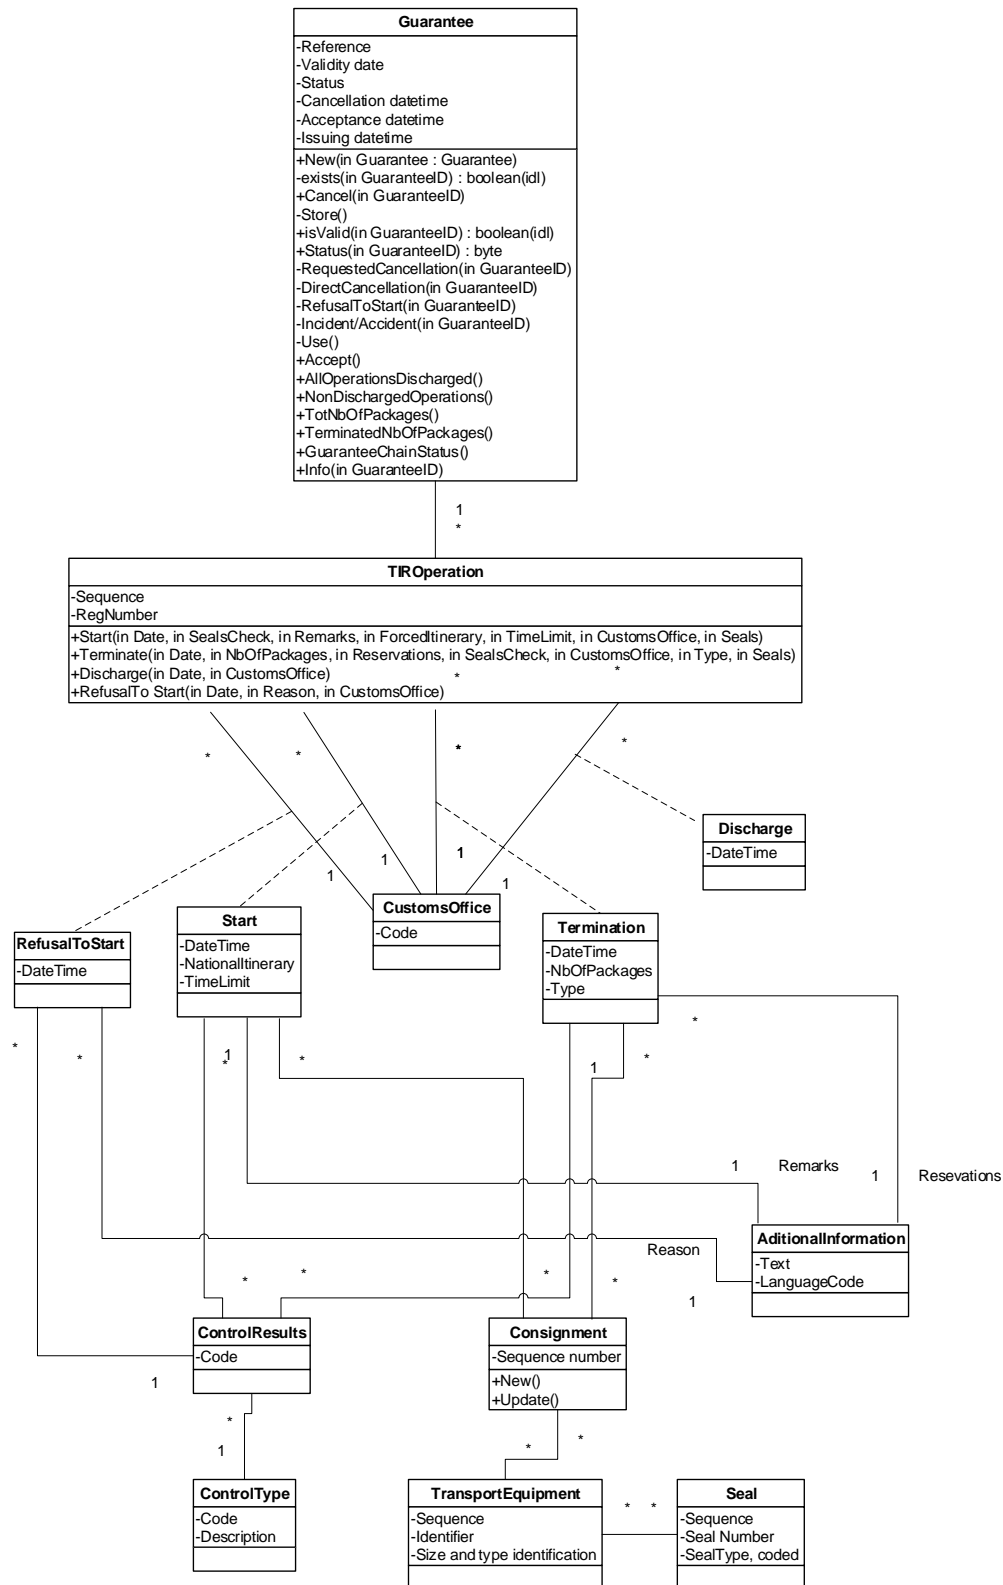 Guarantee
-Reference
-Validity date
-Status
-Cancellation datetime
-Acceptance datetime
-Issuing datetime
+New(in Guarantee : Guarantee)
-exists(in GuaranteeID) : boolean(idl)
+Cancel(in GuaranteeID)
-Store()
+isValid(in GuaranteeID) : boolean(idl)
+Status(in GuaranteeID) : byte
-RequestedCancellation(in GuaranteeID)
-DirectCancellation(in GuaranteeID)
-RefusalToStart(in GuaranteeID)
-Incident/Accident(in GuaranteeID)
-Use()
+Accept()
+AllOperationsDischarged()
+NonDischargedOperations()
+TotNbOfPackages()
+TerminatedNbOfPackages()
+GuaranteeChainStatus()
+Info(in GuaranteeID)
1
*
TIROperation
-Sequence
-RegNumber
+Start(in Date, in SealsCheck, in Remarks, in ForcedItinerary, in TimeLimit, in CustomsOffice, in Seals)
+Terminate(in Date, in NbOfPackages, in Reservations, in SealsCheck, in CustomsOffice, in Type, in Seals)
+Discharge(in Date, in CustomsOffice)
+RefusalTo Start(in Date, in Reason, in CustomsOffice)
* *
* * * *
Discharge
-DateTime
1 1 1 1
CustomsOffice
-Code
Start
-DateTime
-NationalItinerary
-TimeLimit
Termination
-DateTime
-NbOfPackages
-Type
RefusalToStart
-DateTime
* * * 1 * 1 * *
1 Remarks 1 Resevations
AditionalInformation
-Text
-LanguageCode
Reason
1
* * * *
ControlResults
-Code
1
Consignment
-Sequence number
+New()
+Update()
* 1
* *
ControlType
-Code
-Description
TransportEquipment
-Sequence
-Identifier
-Size and type identification
* *
Seal
-Sequence
-Seal Number
-SealType, coded